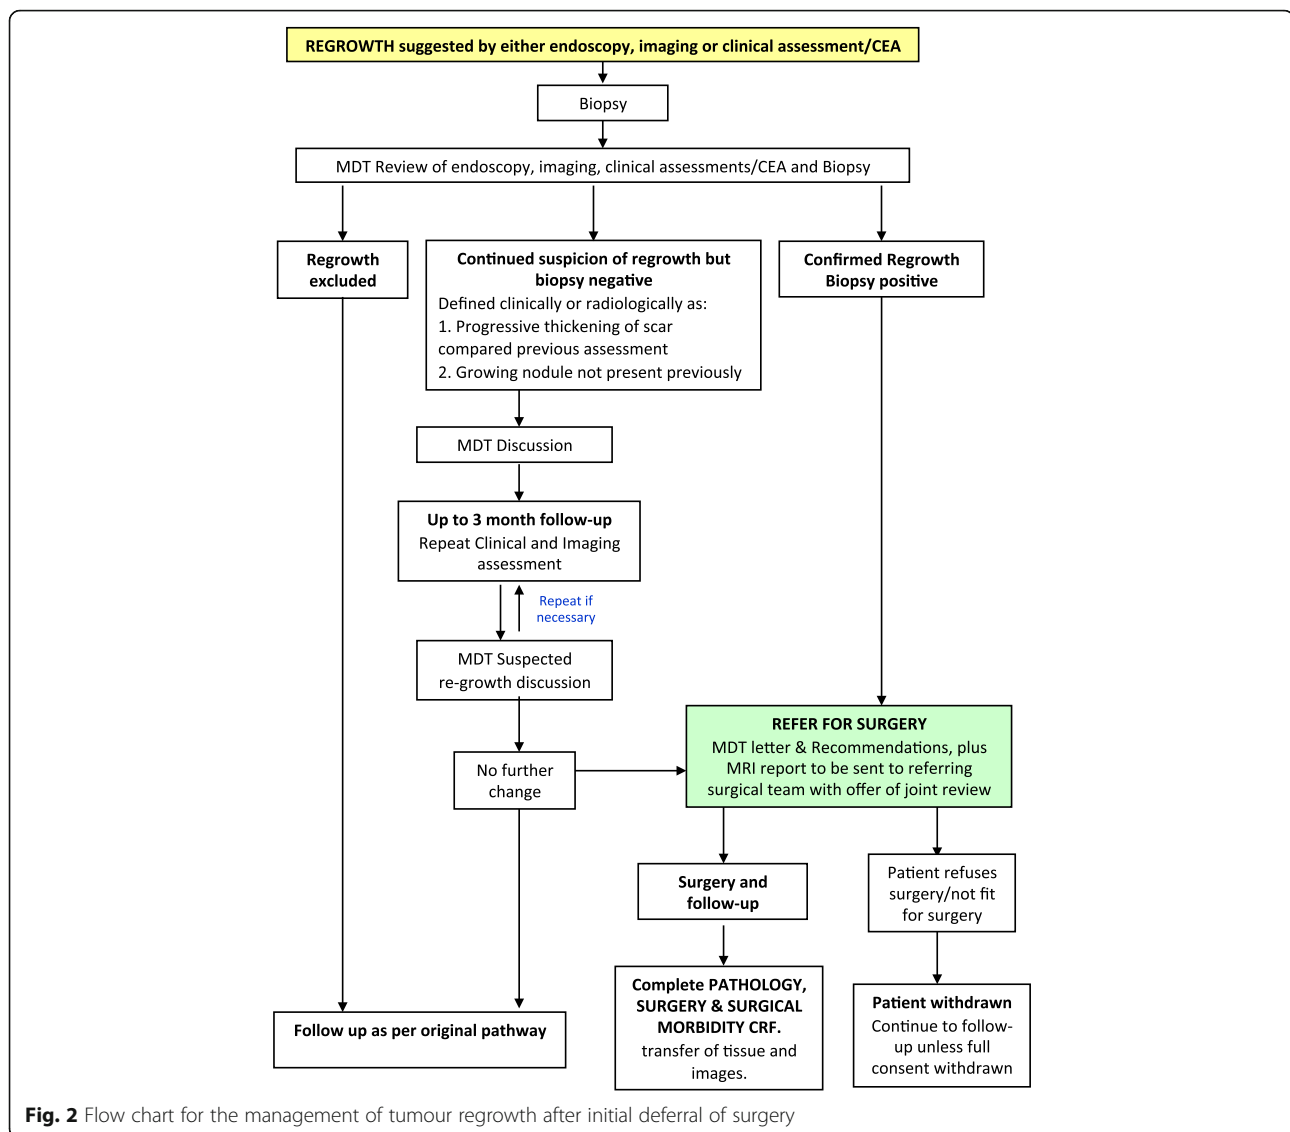 REGROWTH suggested by either endoscopy, imaging or clinical assessment/CEA
Biopsy
MDT Review of endoscopy, imaging, clinical assessments/CEA and Biopsy
Regrowth
excluded
Continued suspicion of regrowth but
biopsy negative
Defined clinically or radiologically as:
1. Progressive thickening of scar
compared previous assessment
2. Growing nodule not present previously
Confirmed Regrowth
Biopsy positive
MDT Discussion
Up to 3 month follow-up
Repeat Clinical and Imaging
assessment
Repeat if
necessary
MDT Suspected
re-growth discussion
No further
change
REFER FOR SURGERY
MDT letter & Recommendations, plus
MRI report to be sent to referring
surgical team with offer of joint review
Surgery and
follow-up
Patient refuses
surgery/not fit
for surgery
Complete PATHOLOGY,
SURGERY & SURGICAL
MORBIDITY CRF.
transfer of tissue and
images.
Patient withdrawn
Continue to follow-
up unless full
consent withdrawn
Follow up as per original pathway
Fig. 2 Flow chart for the management of tumour regrowth after initial deferral of surgery